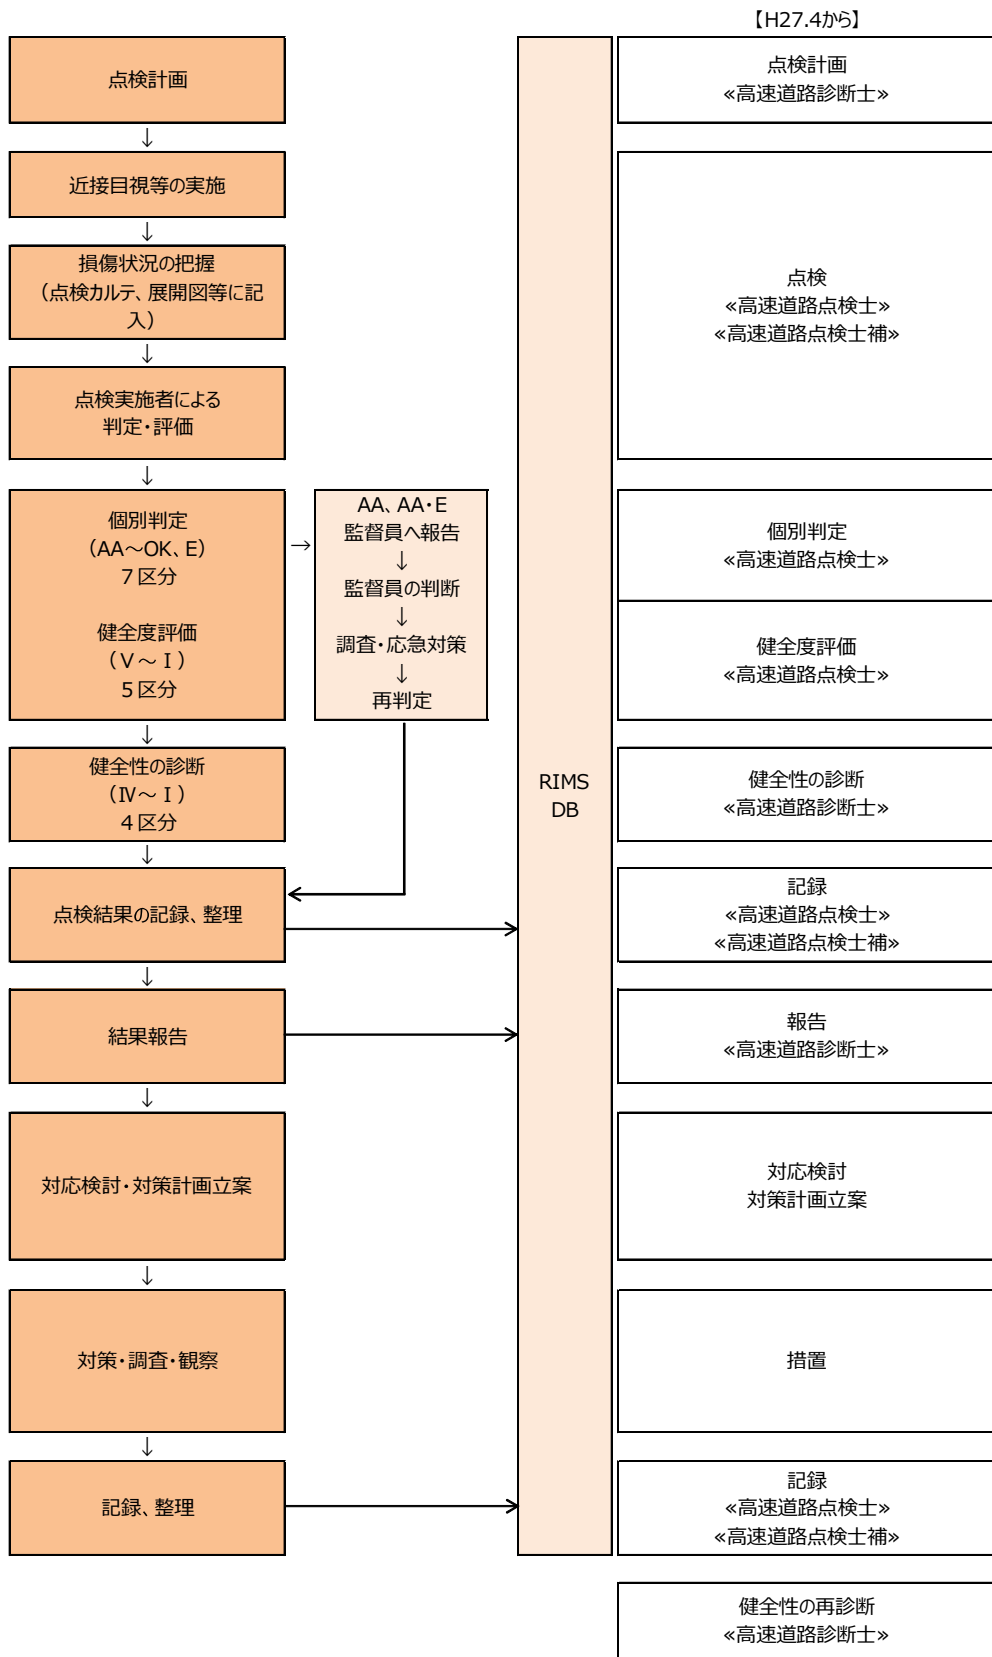 【H27.4から】
点検計画
↓
近接目視等の実施
↓
損傷状況の把握
（点検カルテ、展開図等に記
入）
↓
点検実施者による
判定・評価
↓
個別判定
（AA～OK、E）
７区分
健全度評価
（Ⅴ～Ⅰ）
５区分
→
AA、AA・E
監督員へ報告
↓
監督員の判断
↓
調査・応急対策
↓
再判定
↓
健全性の診断
（Ⅳ～Ⅰ）
４区分
↓
点検結果の記録、整理
↓
結果報告
↓
対応検討・対策計画立案
↓
対策・調査・観察
↓
記録、整理
RIMS
DB
点検計画
≪高速道路診断士≫
点検
≪高速道路点検士≫
≪高速道路点検士補≫
個別判定
≪高速道路点検士≫
健全度評価
≪高速道路点検士≫
健全性の診断
≪高速道路診断士≫
記録
≪高速道路点検士≫
≪高速道路点検士補≫
報告
≪高速道路診断士≫
対応検討
対策計画立案
措置
記録
≪高速道路点検士≫
≪高速道路点検士補≫
健全性の再診断
≪高速道路診断士≫